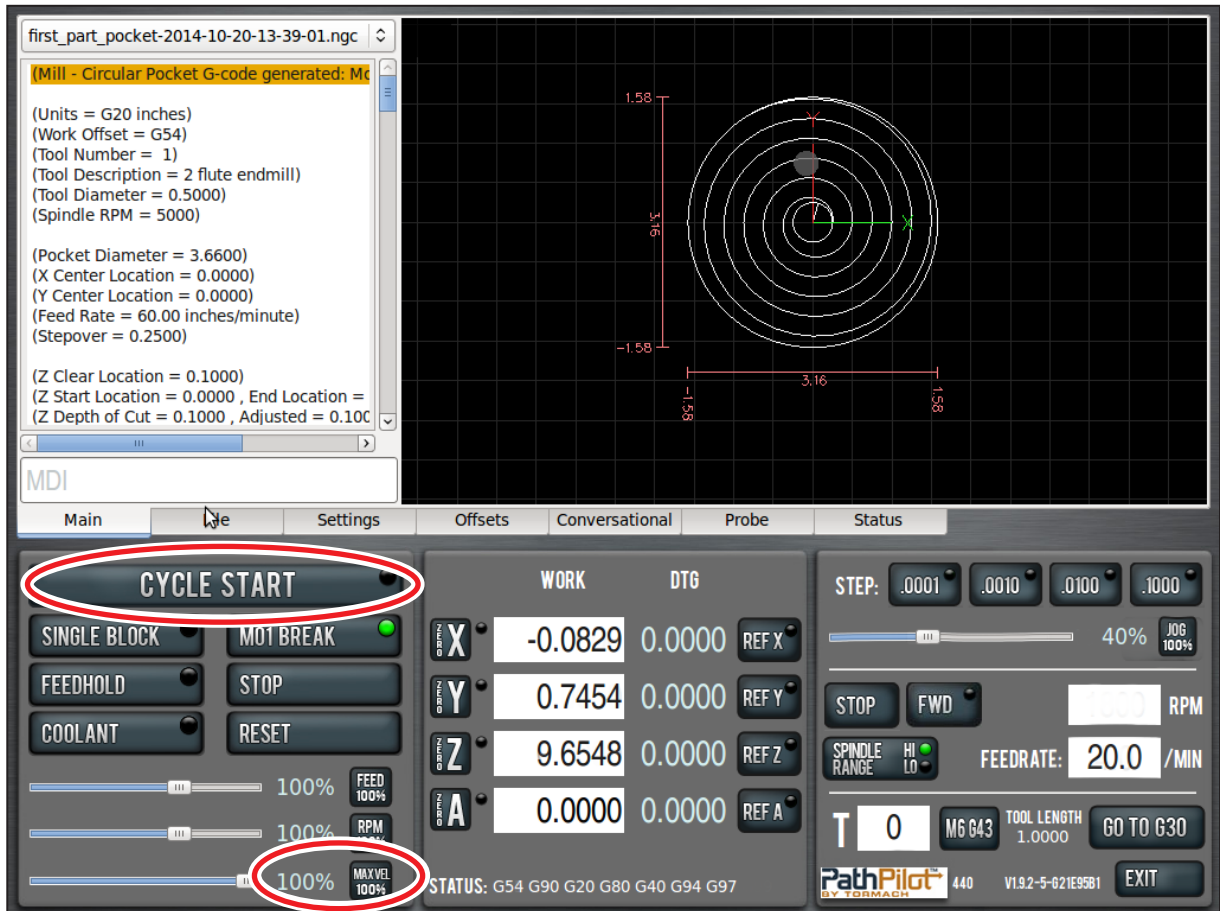 first_part_pocket-2014-10-20-13-39-01.ngc
(Mill - Circular Pocket G-code generated: Mo
(Units = G20 inches)
(Work Offset = G54)
(Tool Number =  1)
(Tool Description = 2 flute endmill)
(Tool Diameter = 0.5000)
(Spindle RPM = 5000)
(Pocket Diameter = 3.6600)
(X Center Location = 0.0000)
(Y Center Location = 0.0000)
(Feed Rate = 60.00 inches/minute)
(Stepover = 0.2500)
(Z Clear Location = 0.1000)
(Z Start Location = 0.0000 , End Location =
(Z Depth of Cut = 0.1000 , Adjusted = 0.100
MDI
1.58
3.16
-1.58
Y
X
3.16
-1.58
1.58
Main Settings Offsets Conversational Probe Status
CYCLE START
SINGLE BLOCK M01 BREAK
FEEDHOLD STOP
COOLANT RESET
100% FEED 100%
100% RPM 100%
100% MAX VEL 100%
WORK DTG
ZERO X -0.0829 0.0000 REF X
ZERO Y 0.7454 0.0000 REF Y
ZERO Z 9.6548 0.0000 REF Z
ZERO A 0.0000 0.0000 REF A
STATUS: G54 G90 G20 G80 G40 G94 G97
STEP: .0001 .0010 .0100 .1000
40% JOG 100%
STOP FWD RPM
SPINDLE RANGE HI LO FEEDRATE: 20.0 /MIN
T 0 M6 G43 TOOL LENGTH 1.0000 GO TO G30
PathPilot™ BY TORMACH 440 V1.9.2-5-G21E95B1 EXIT